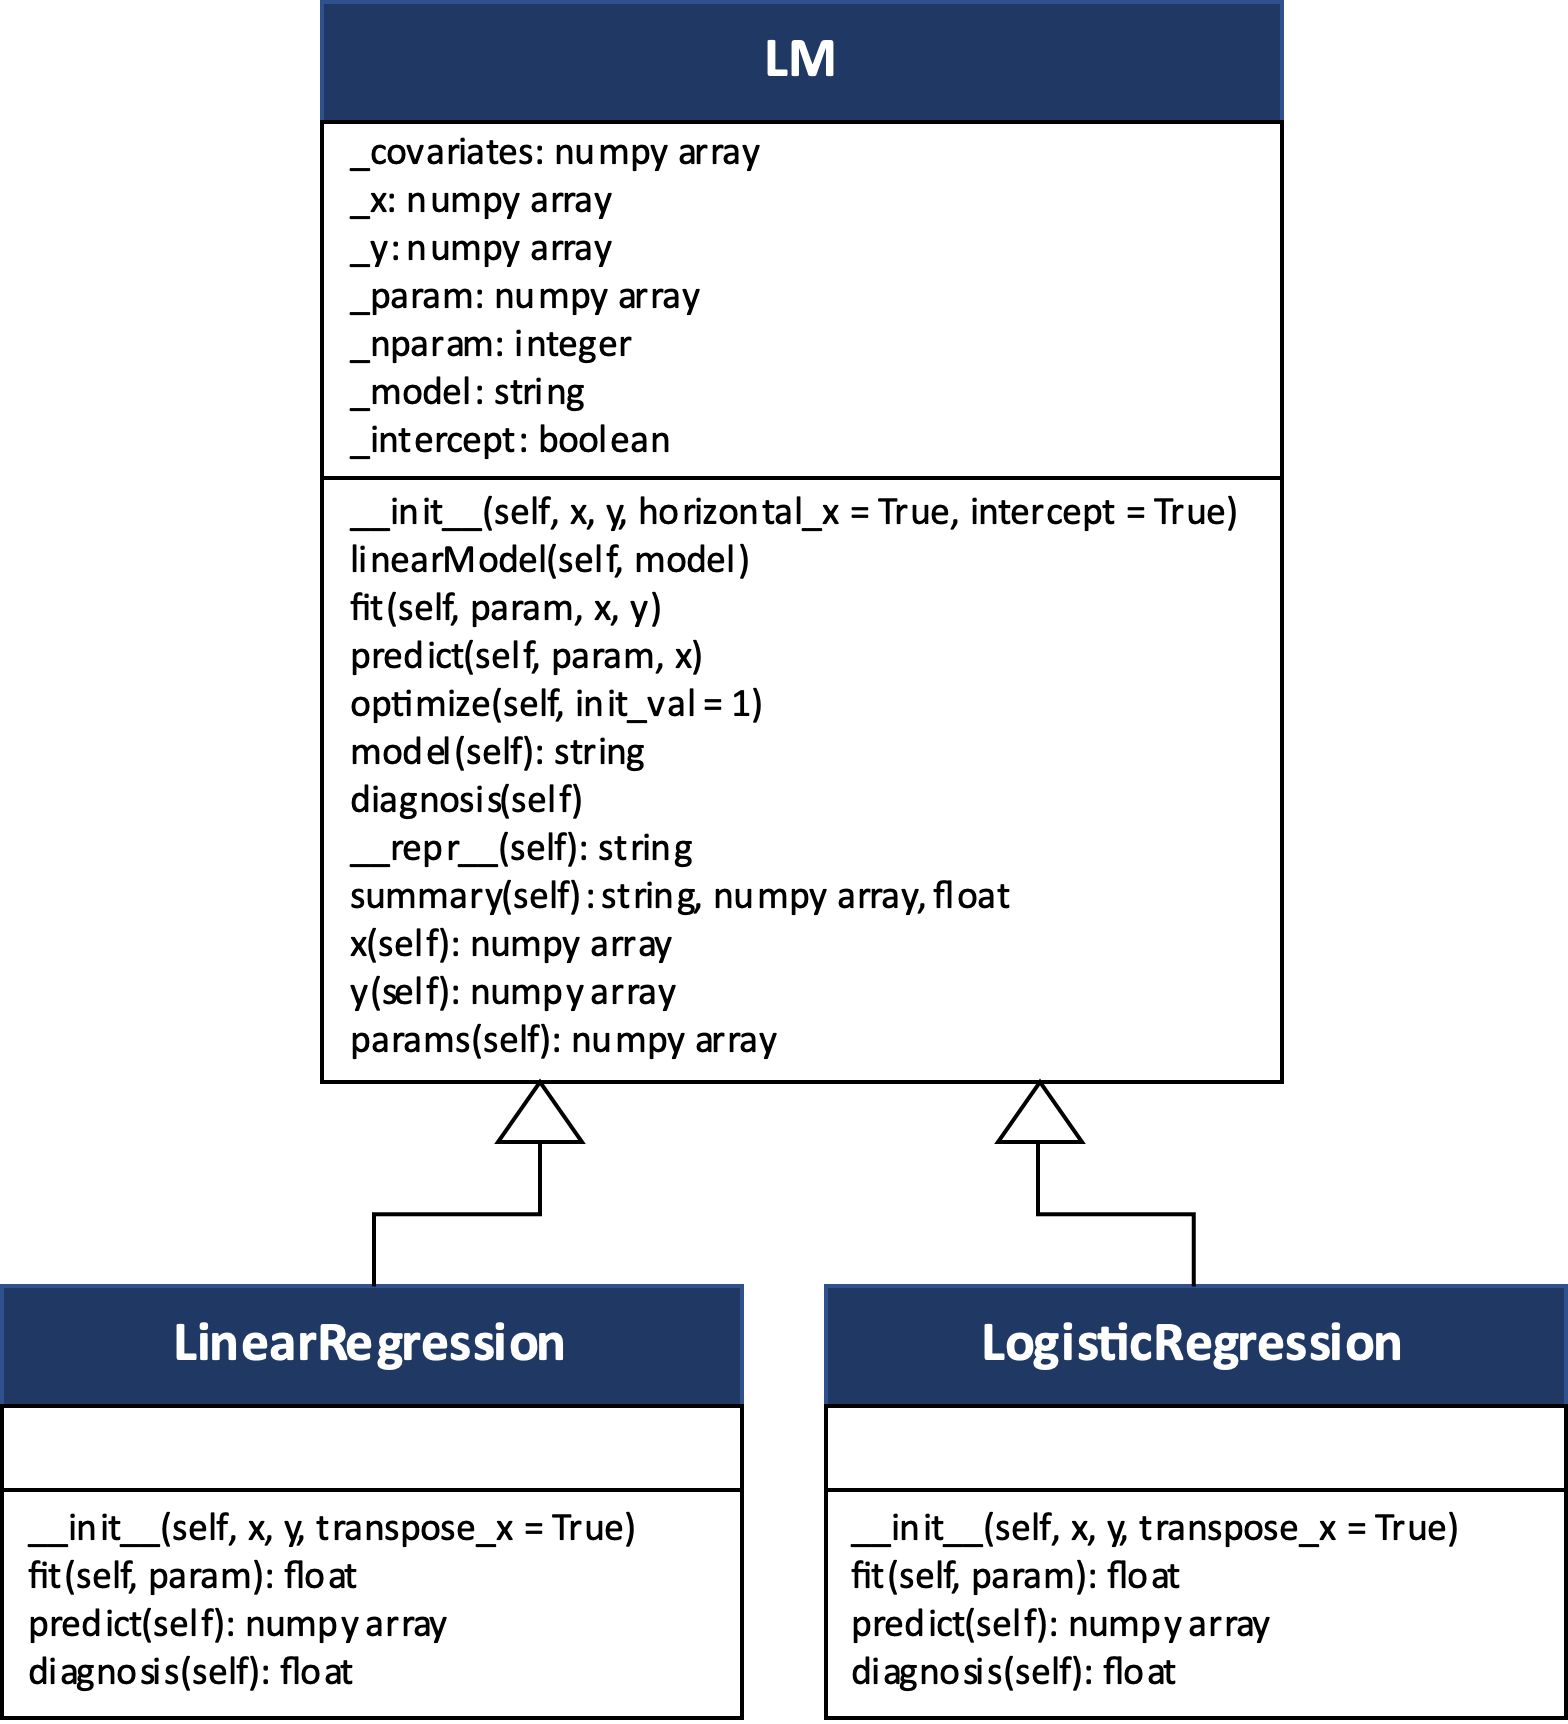 LM
_covariates: numpy array
_x: numpy array
_y: numpy array
_param: numpy array
_nparam: integer
_model: string
_intercept: boolean
__init__(self, x, y, horizontal_x = True, intercept = True)
linearModel(self, model)
fit(self, param, x, y)
predict(self, param, x)
optimize(self, init_val = 1)
model(self): string
diagnosis(self)
__repr__(self): string
summary(self): string, numpy array, float
x(self): numpy array
y(self): numpy array
params(self): numpy array
LinearRegression
__init__(self, x, y, transpose_x = True)
fit(self, param): float
predict(self): numpy array
diagnosis(self): float
LogisticRegression
__init__(self, x, y, transpose_x = True)
fit(self, param): float
predict(self): numpy array
diagnosis(self): float